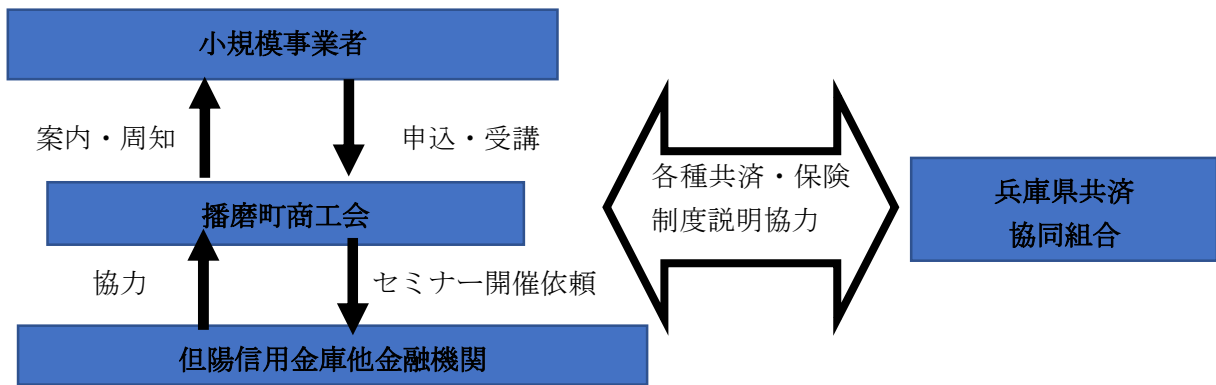 小規模事業者
案内・周知
申込・受講
播磨町商工会
協力
セミナー開催依頼
但陽信用金庫他金融機関
各種共済・保険
制度説明協力
兵庫県共済
協同組合